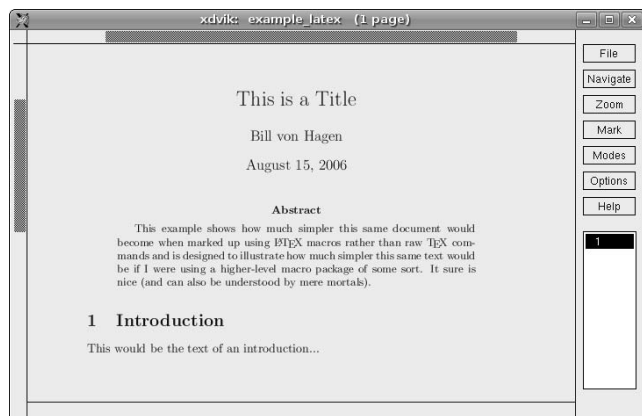 xdvik: example_latex (1 page)
This is a Title
Bill von Hagen
August 15, 2006
Abstract
This example shows how much simpler this same document would
become when marked up using LATEX macros rather than raw TEX com-
mands and is designed to illustrate how much simpler this same text would
be if I were using a higher-level macro package of some sort. It sure is
nice (and can also be understood by mere mortals).
1 Introduction
This would be the text of an introduction...
File
Navigate
Zoom
Mark
Modes
Options
Help
1